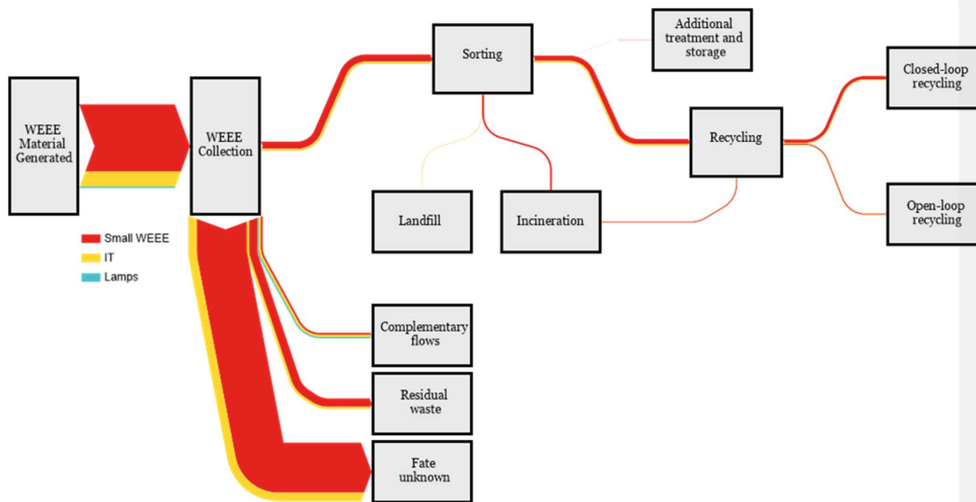 Additional
treatment and
storage
Sorting
Closed-loop
recycling
WEEE
Material
Generated
WEEE
Collection
Recycling
Landfill
Incineration
Open-loop
recycling
Small WEEE
IT
Lamps
Complementary
flows
Residual
waste
Fate
unknown